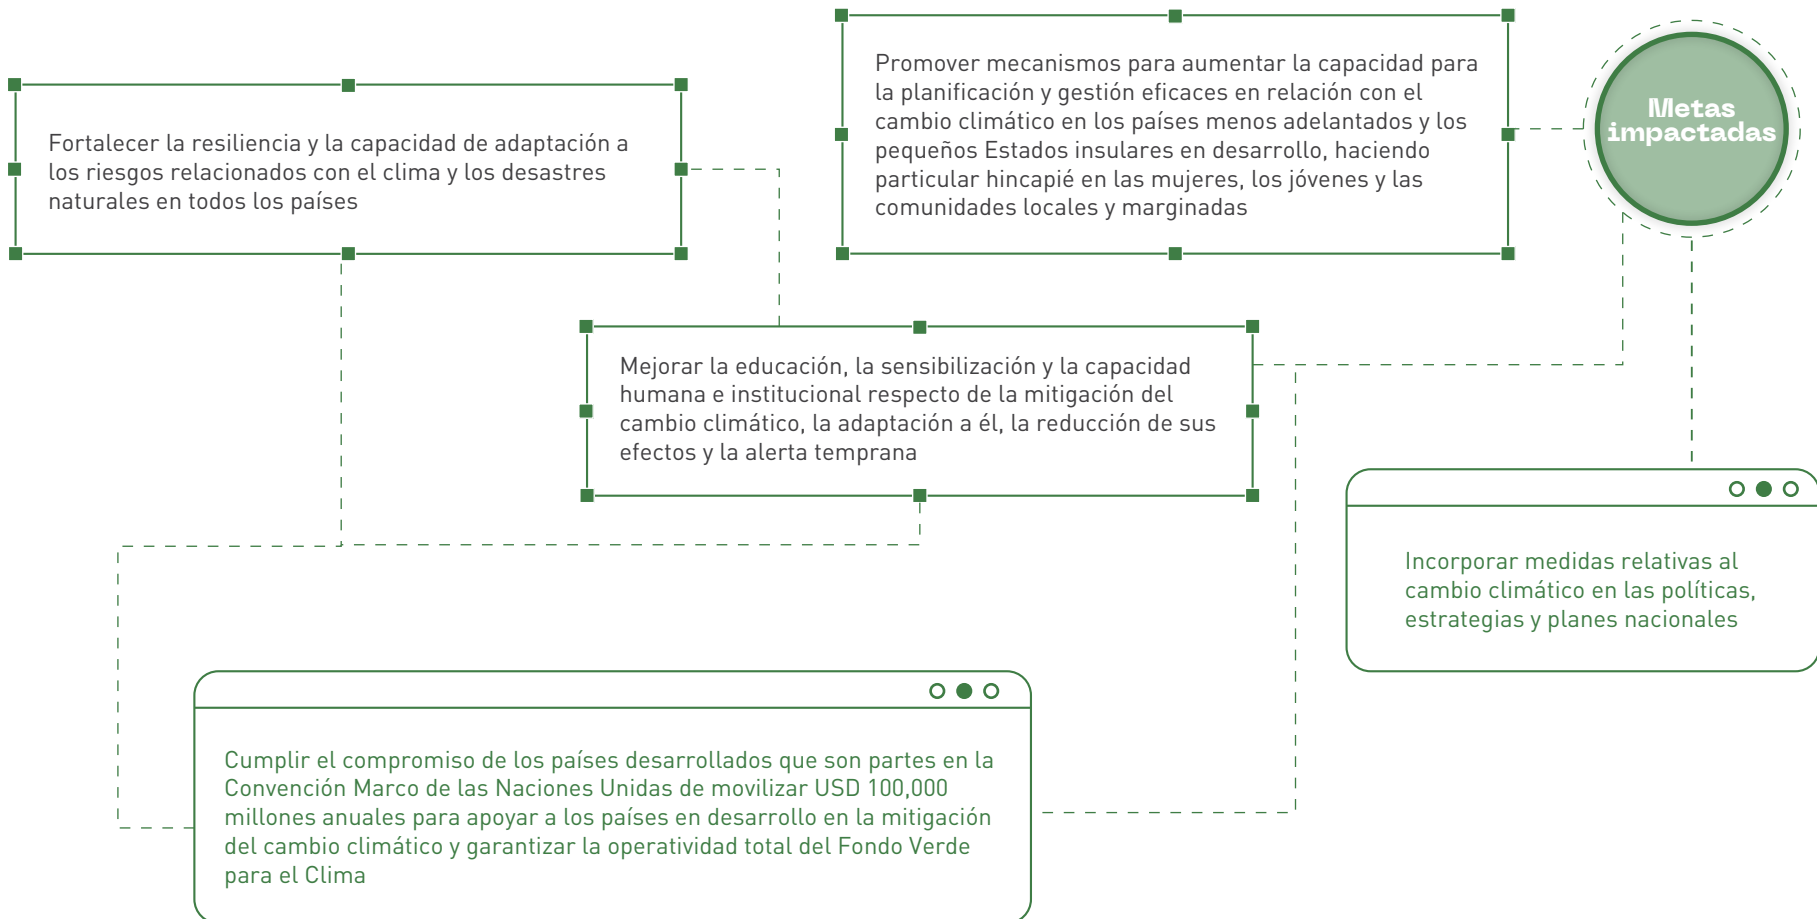 Metas
impactadas
Promover mecanismos para aumentar la capacidad para
la planificación y gestión eficaces en relación con el
cambio climático en los países menos adelantados y los
pequeños Estados insulares en desarrollo, haciendo
particular hincapié en las mujeres, los jóvenes y las
comunidades locales y marginadas
Fortalecer la resiliencia y la capacidad de adaptación a
los riesgos relacionados con el clima y los desastres
naturales en todos los países
Mejorar la educación, la sensibilización y la capacidad
humana e institucional respecto de la mitigación del
cambio climático, la adaptación a él, la reducción de sus
efectos y la alerta temprana
Incorporar medidas relativas al
cambio climático en las políticas,
estrategias y planes nacionales
Cumplir el compromiso de los países desarrollados que son partes en la
Convención Marco de las Naciones Unidas de movilizar USD 100,000
millones anuales para apoyar a los países en desarrollo en la mitigación
del cambio climático y garantizar la operatividad total del Fondo Verde
para el Clima